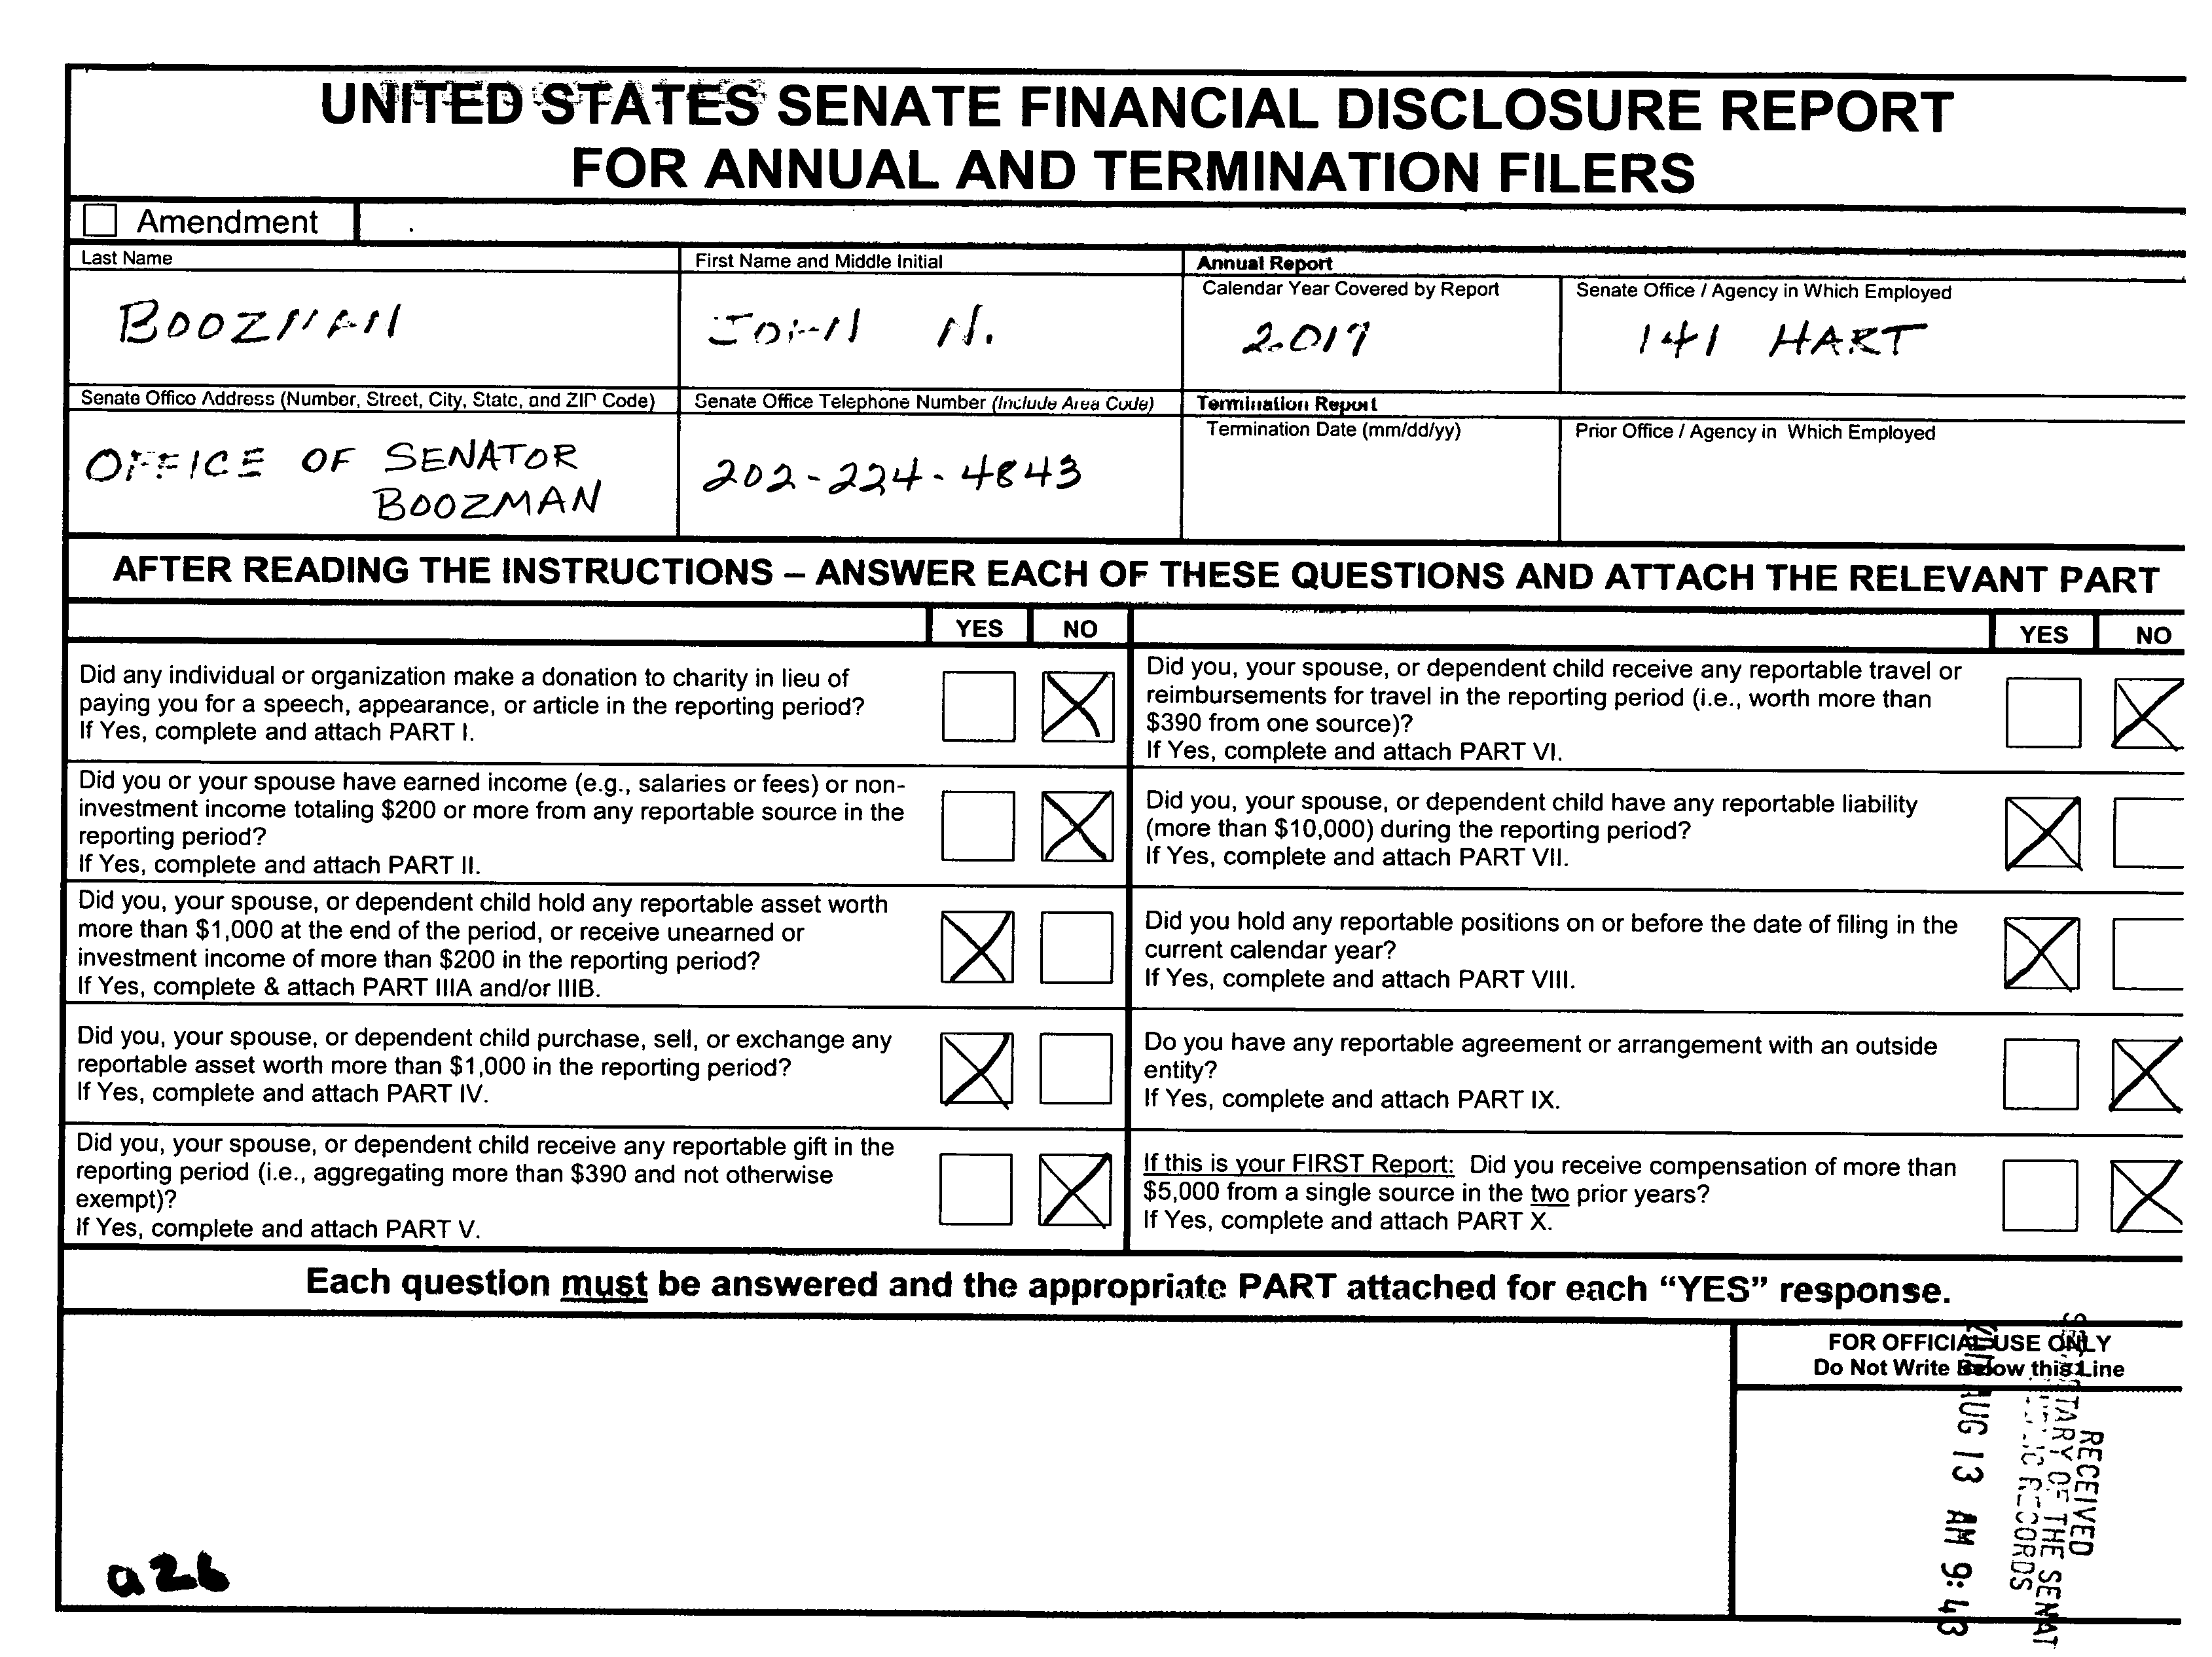 UNITED STATES SENATE FINANCIAL DISCLOSURE REPORT
FOR ANNUAL AND TERMINATION FILERS
Amendment
Last Name
First Name and Middle Initial
Annual Report
Calendar Year Covered by Report
Senate Office / Agency in Which Employed
BOOZMAN
JOHN N.
2017
141 HART
Senate Office Address (Number, Street, City, State, and ZIP Code)
Senate Office Telephone Number (Include Area Code)
Termination Report
Termination Date (mm/dd/yy)
Prior Office / Agency in Which Employed
OFFICE OF SENATOR
BOOZMAN
202-224-4843
AFTER READING THE INSTRUCTIONS – ANSWER EACH OF THESE QUESTIONS AND ATTACH THE RELEVANT PART
YES NO
YES NO
Did any individual or organization make a donation to charity in lieu of
paying you for a speech, appearance, or article in the reporting period?
If Yes, complete and attach PART I.
Did you, your spouse, or dependent child receive any reportable travel or
reimbursements for travel in the reporting period (i.e., worth more than
$390 from one source)?
If Yes, complete and attach PART VI.
Did you or your spouse have earned income (e.g., salaries or fees) or non-
investment income totaling $200 or more from any reportable source in the
reporting period?
If Yes, complete and attach PART II.
Did you, your spouse, or dependent child have any reportable liability
(more than $10,000) during the reporting period?
If Yes, complete and attach PART VII.
Did you, your spouse, or dependent child hold any reportable asset worth
more than $1,000 at the end of the period, or receive unearned or
investment income of more than $200 in the reporting period?
If Yes, complete & attach PART IIIA and/or IIIB.
Did you hold any reportable positions on or before the date of filing in the
current calendar year?
If Yes, complete and attach PART VIII.
Did you, your spouse, or dependent child purchase, sell, or exchange any
reportable asset worth more than $1,000 in the reporting period?
If Yes, complete and attach PART IV.
Do you have any reportable agreement or arrangement with an outside
entity?
If Yes, complete and attach PART IX.
Did you, your spouse, or dependent child receive any reportable gift in the
reporting period (i.e., aggregating more than $390 and not otherwise
exempt)?
If Yes, complete and attach PART V.
If this is your FIRST Report: Did you receive compensation of more than
$5,000 from a single source in the two prior years?
If Yes, complete and attach PART X.
Each question must be answered and the appropriate PART attached for each “YES” response.
FOR OFFICIAL USE ONLY
Do Not Write Below this Line
RECEIVED
OF THE SENAT
RECORDS
AUG 13 AM 9:43
a26